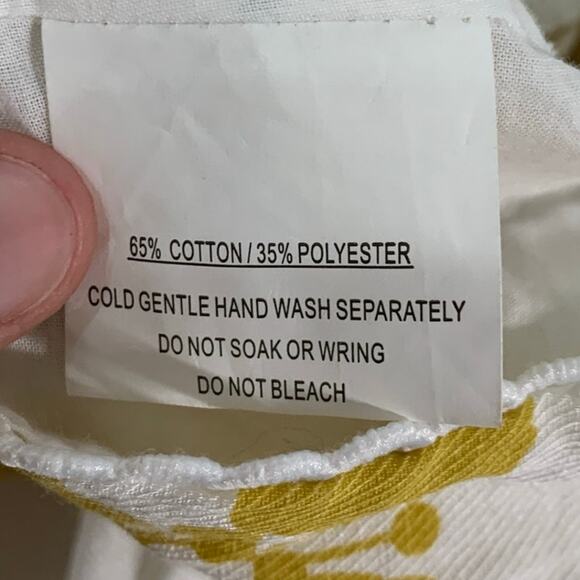 65% COTTON / 35% POLYESTER
COLD GENTLE HAND WASH SEPARATELY
DO NOT SOAK OR WRING
DO NOT BLEACH